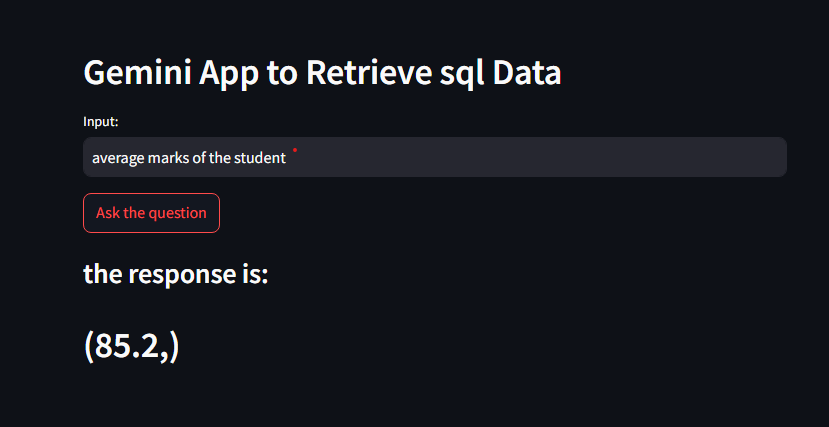 Gemini App to Retrieve sql Data
Input:
average marks of the student
Ask the question
the response is:
(85.2,)